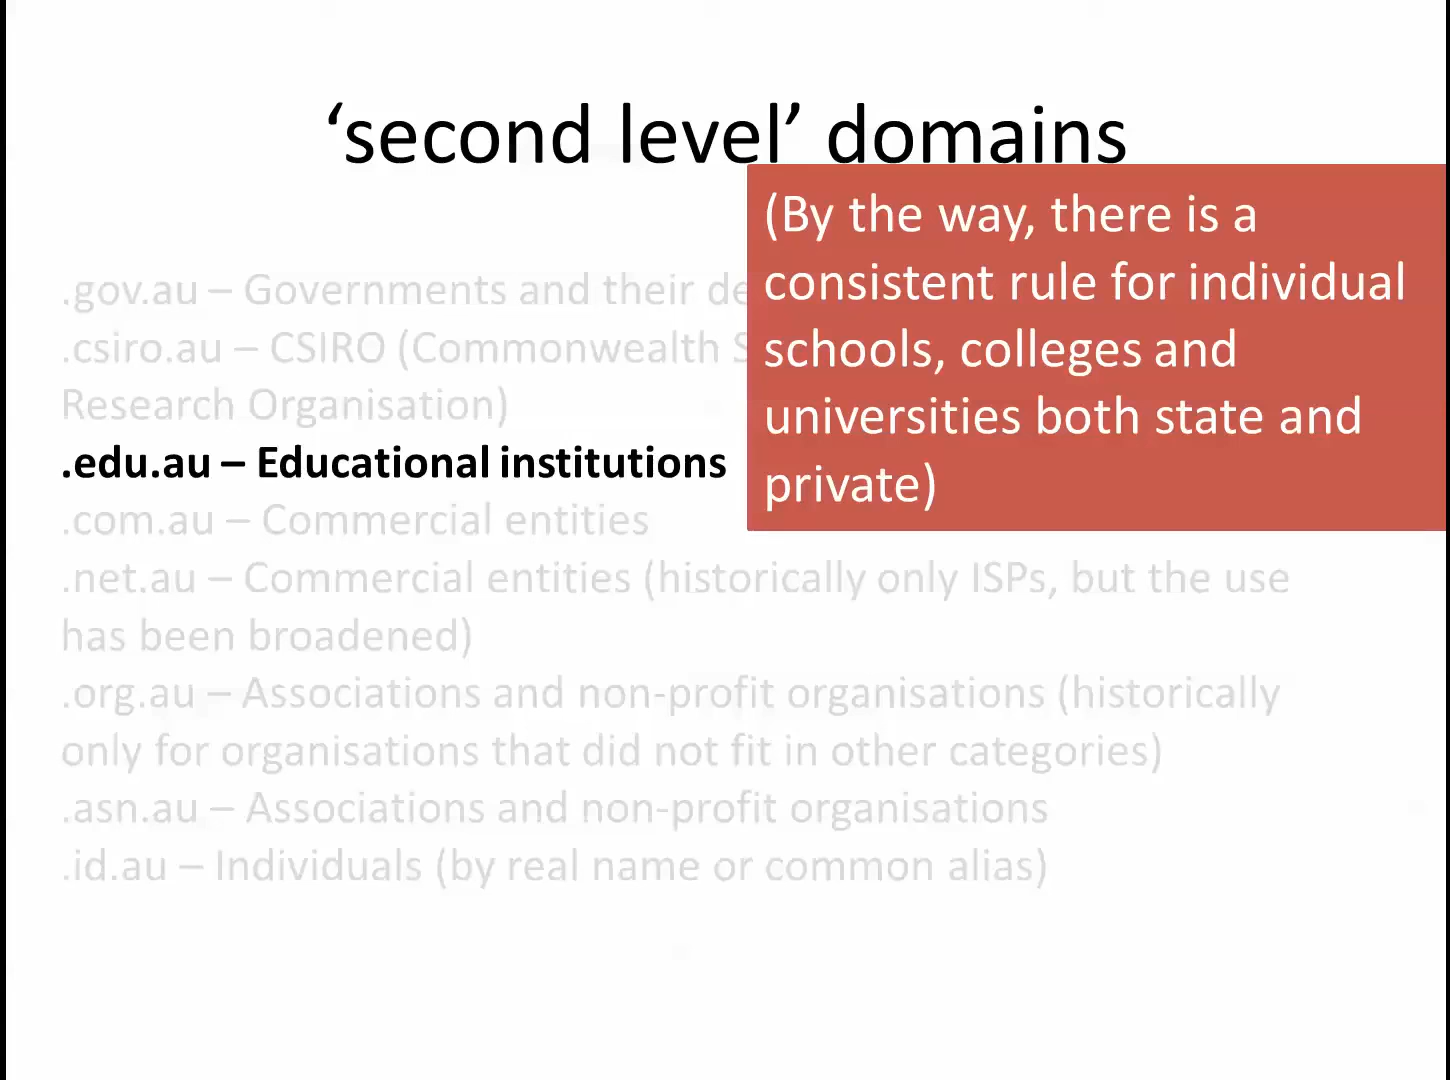 ‘second level’ domains
(By the way, there is a
consistent rule for individual
schools, colleges and
universities both state and
private)
.gov.au – Governments and their
.csiro.au – CSIRO (Commonwealth
Research Organisation)
.edu.au – Educational institutions
.com.au – Commercial entities
.net.au – Commercial entities (historically only ISPs, but the use
has been broadened)
.org.au – Associations and non-profit organisations (historically
only for organisations that did not fit in other categories)
.asn.au – Associations and non-profit organisations
.id.au – Individuals (by real name or common alias)